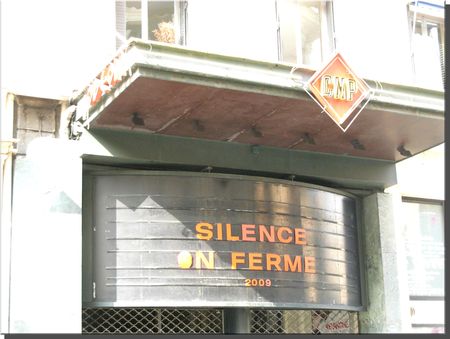 CMP
SILENCE
ON FERME
2009